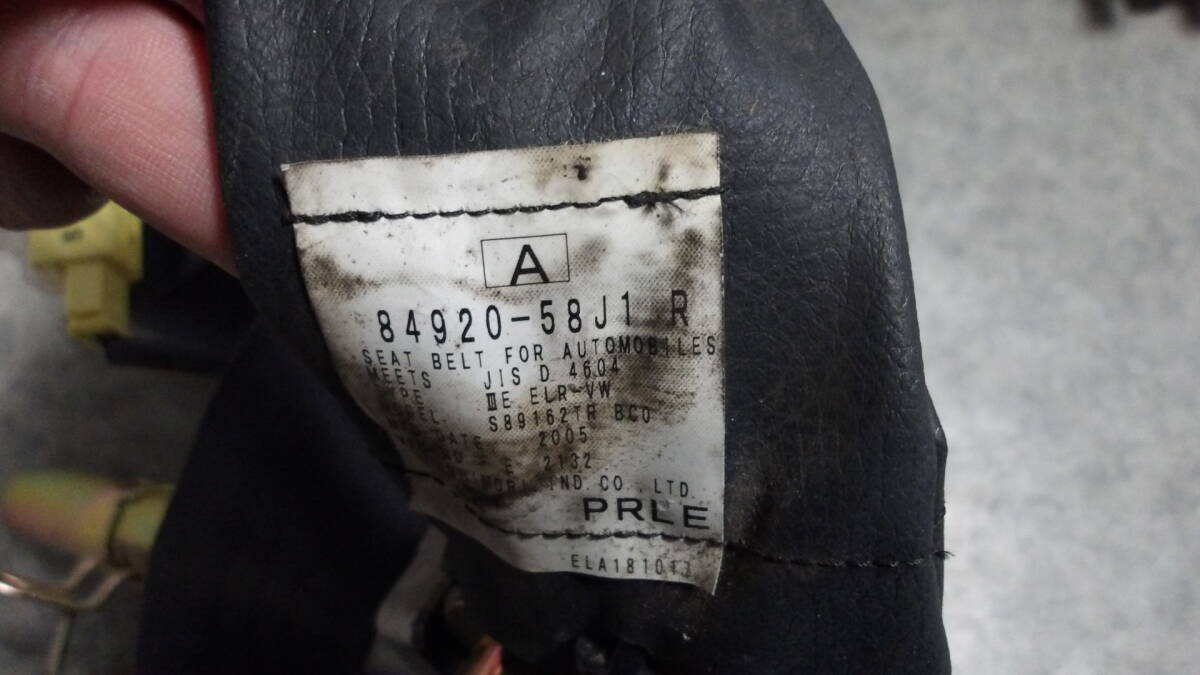 A
84920-58J1 R
SEAT BELT FOR AUTOMOBILES
MEETS JIS D 4604
ⅢE ELR-VW
S89162TR BC0
DATE 2005
2132
IND. CO., LTD.
PRLE